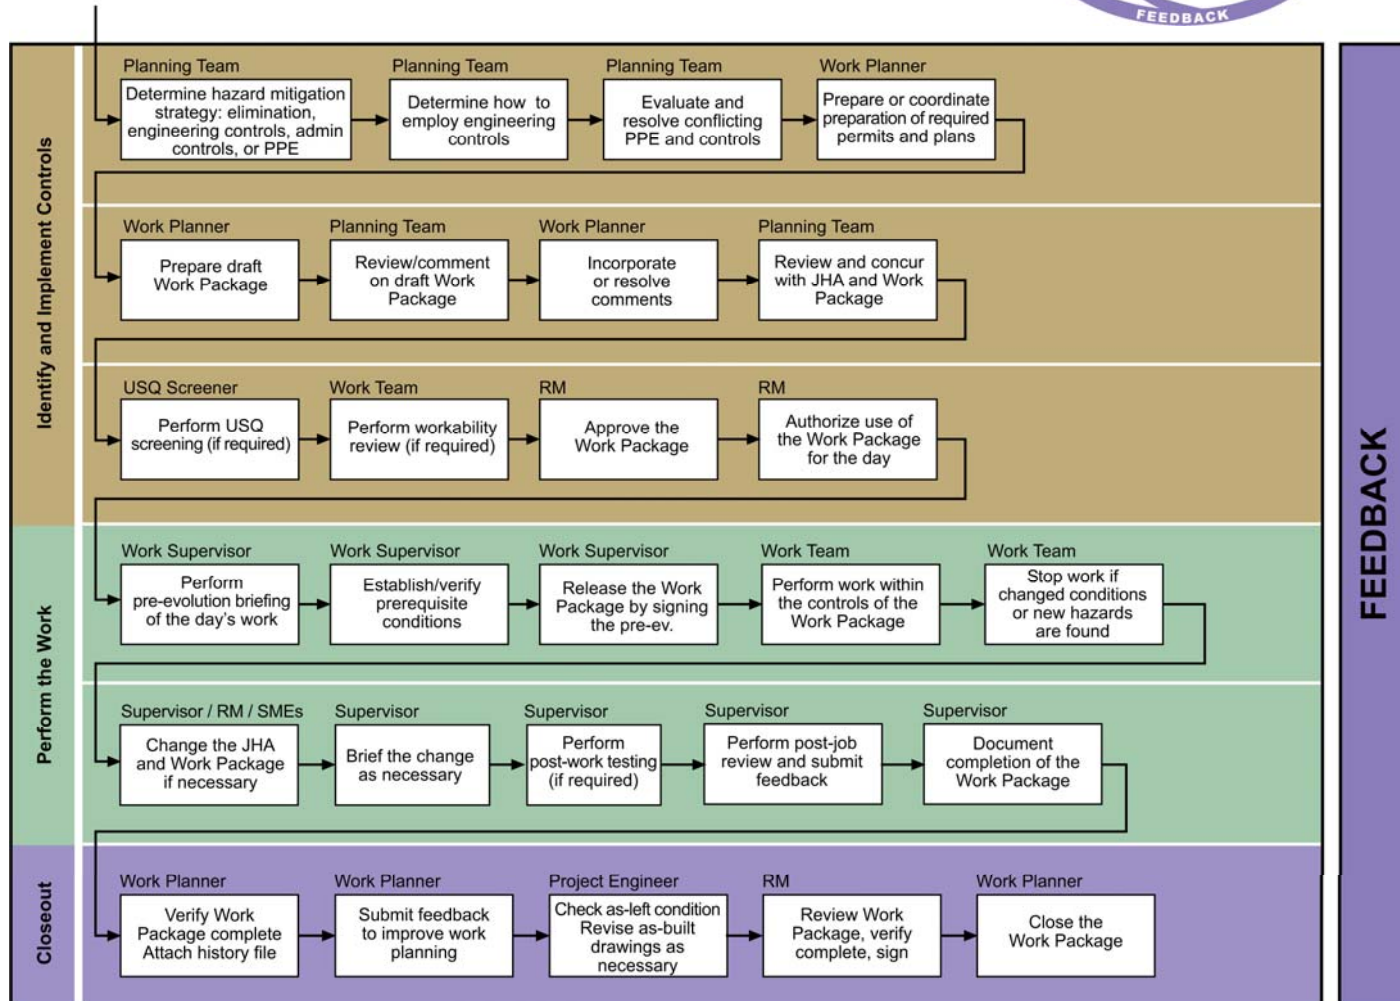 FEEDBACK
Identify and Implement Controls
Planning Team
Determine hazard mitigation
strategy: elimination,
engineering controls, admin
controls, or PPE
Planning Team
Determine how to
employ engineering
controls
Planning Team
Evaluate and
resolve conflicting
PPE and controls
Work Planner
Prepare or coordinate
preparation of required
permits and plans
Work Planner
Prepare draft
Work Package
Planning Team
Review/comment
on draft Work
Package
Work Planner
Incorporate
or resolve
comments
Planning Team
Review and concur
with JHA and Work
Package
USQ Screener
Perform USQ
screening (if required)
Work Team
Perform workability
review (if required)
RM
Approve the
Work Package
RM
Authorize use of
the Work Package
for the day
Perform the Work
Work Supervisor
Perform
pre-evolution briefing
of the day's work
Work Supervisor
Establish/verify
prerequisite
conditions
Work Supervisor
Release the Work
Package by signing
the pre-ev.
Work Team
Perform work within
the controls of the
Work Package
Work Team
Stop work if
changed conditions
or new hazards
are found
Supervisor / RM / SMEs
Change the JHA
and Work Package
if necessary
Supervisor
Brief the change
as necessary
Supervisor
Perform
post-work testing
(if required)
Supervisor
Perform post-job
review and submit
feedback
Supervisor
Document
completion of the
Work Package
Closeout
Work Planner
Verify Work
Package complete
Attach history file
Work Planner
Submit feedback
to improve work
planning
Project Engineer
Check as-left condition
Revise as-built
drawings as
necessary
RM
Review Work
Package, verify
complete, sign
Work Planner
Close the
Work Package
FEEDBACK